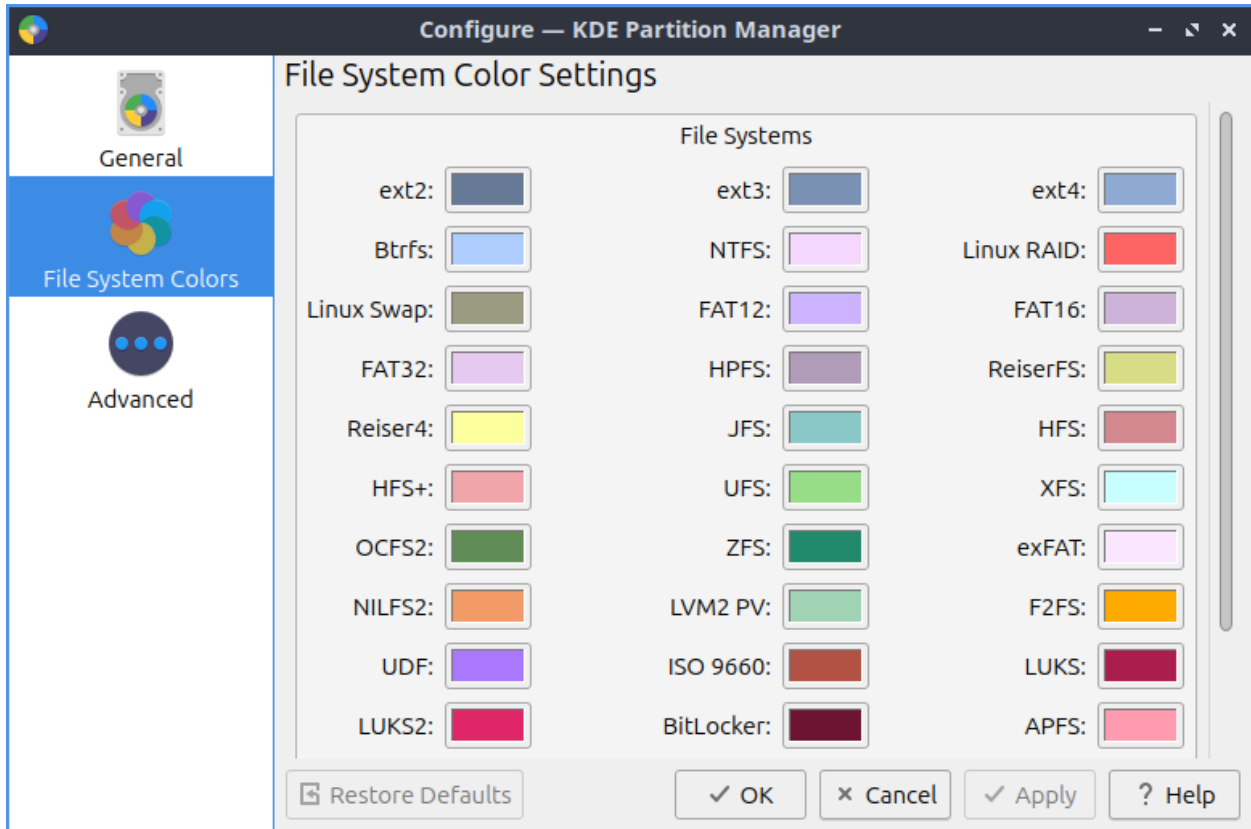 Configure — KDE Partition Manager
General
File System Colors
Advanced
File System Color Settings
File Systems
ext2: ext3: ext4:
Btrfs: NTFS: Linux RAID:
Linux Swap: FAT12: FAT16:
FAT32: HPFS: ReiserFS:
Reiser4: JFS: HFS:
HFS+: UFS: XFS:
OCFS2: ZFS: exFAT:
NILFS2: LVM2 PV: F2FS:
UDF: ISO 9660: LUKS:
LUKS2: BitLocker: APFS:
Restore Defaults OK Cancel Apply ? Help